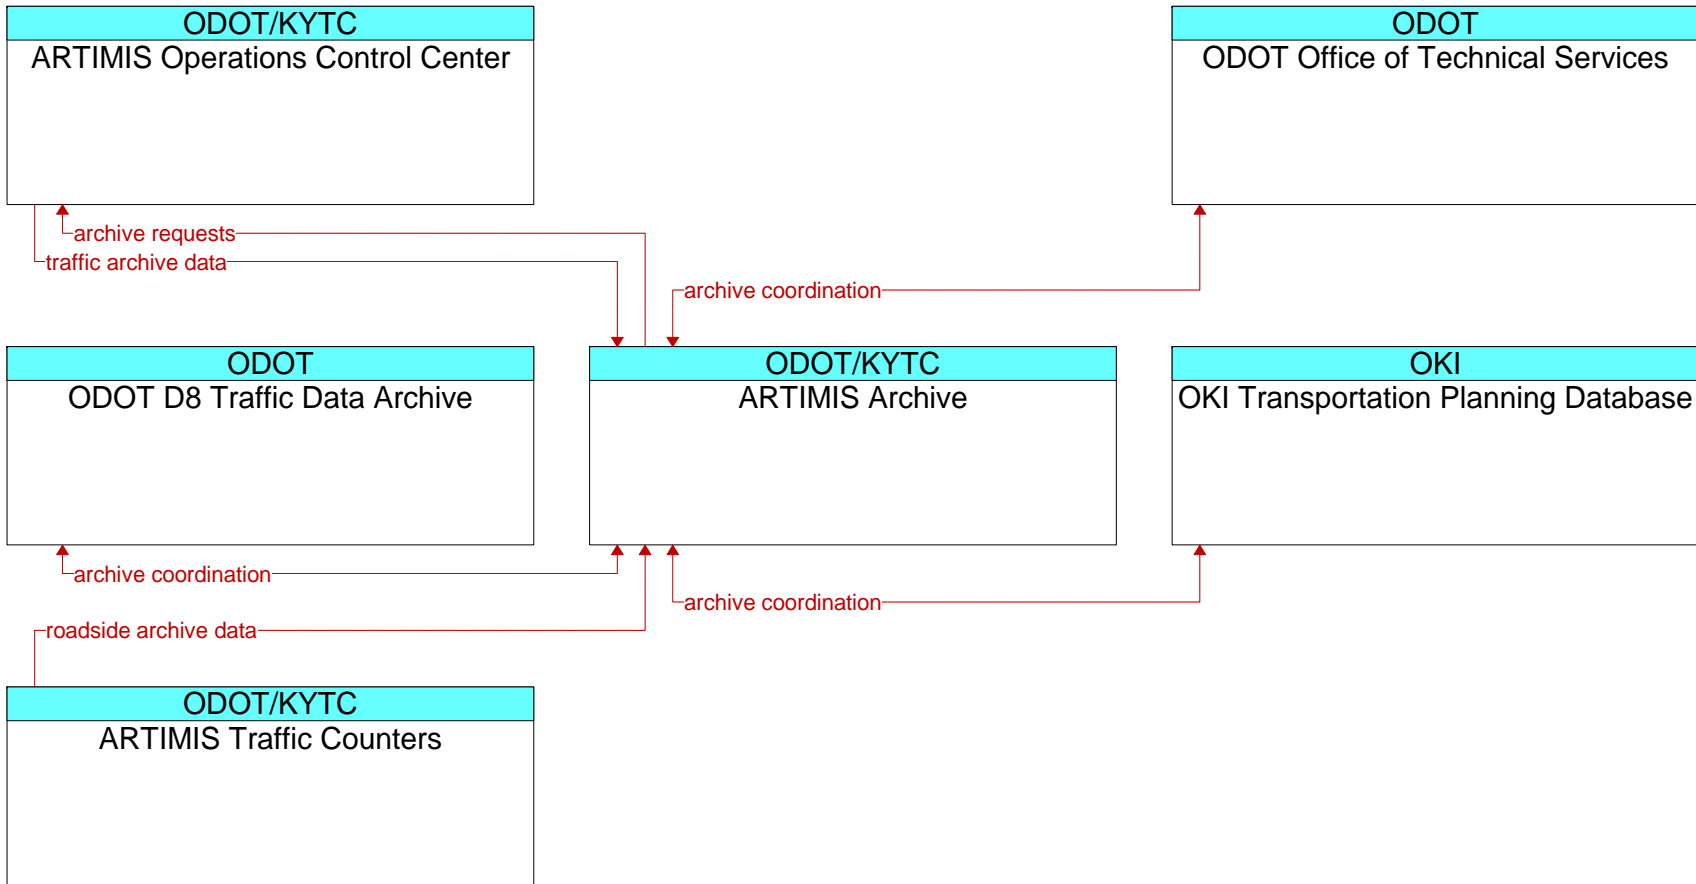 ODOT/KYTC
ARTIMIS Operations Control Center
ODOT
ODOT Office of Technical Services
archive requests
traffic archive data
archive coordination
ODOT
ODOT D8 Traffic Data Archive
ODOT/KYTC
ARTIMIS Archive
OKI
OKI Transportation Planning Database
archive coordination
archive coordination
roadside archive data
ODOT/KYTC
ARTIMIS Traffic Counters